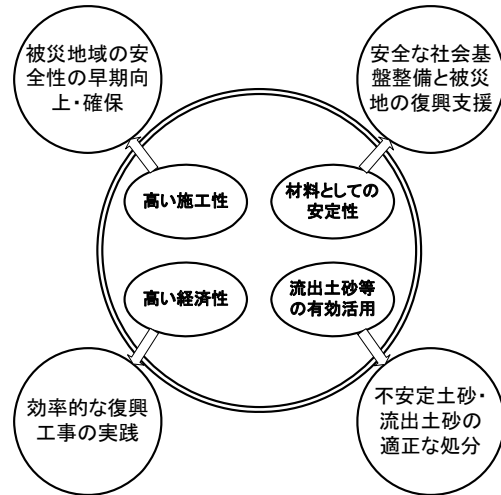 被災地域の安
全性の早期向
上・確保
安全な社会基
盤整備と被災
地の復興支援
高い施工性
材料としての
安定性
高い経済性
流出土砂等
の有効活用
効率的な復興
工事の実践
不安定土砂・
流出土砂の
適正な処分